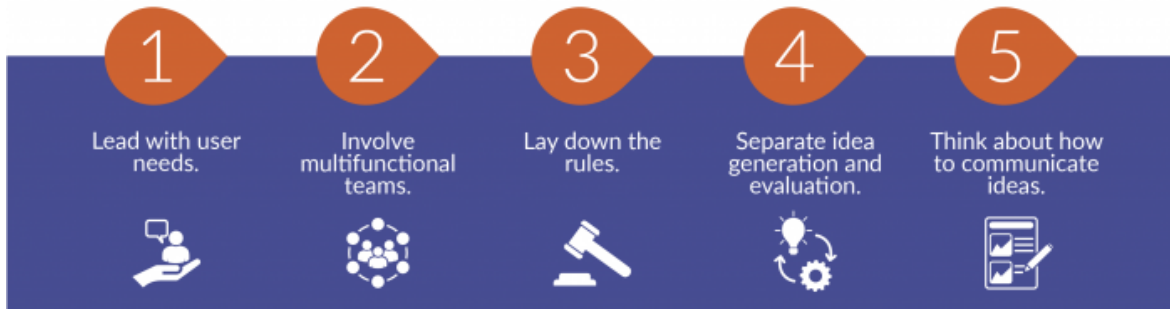 1
Lead with user
needs.
2
Involve
multifunctional
teams.
3
Lay down the
rules.
4
Separate idea
generation and
evaluation.
5
Think about how
to communicate
ideas.